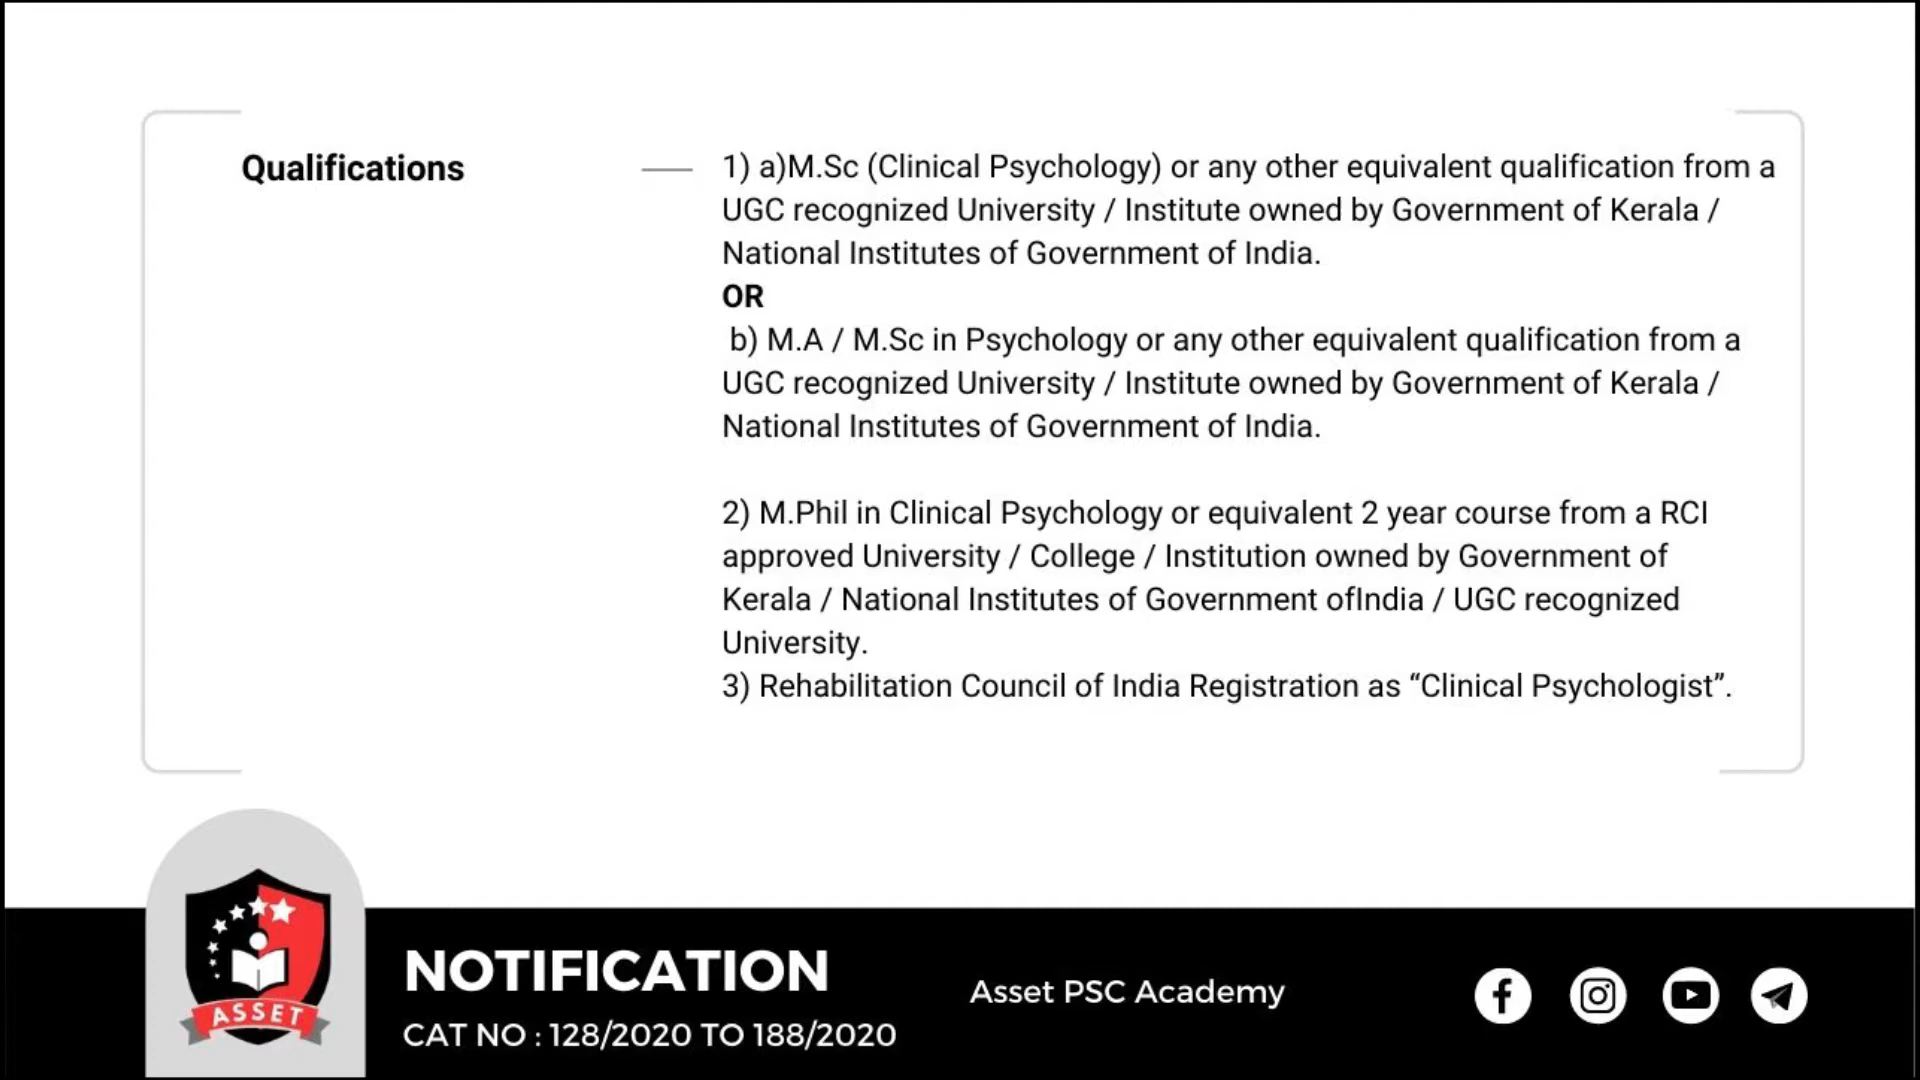 Qualifications
1) a)M.Sc (Clinical Psychology) or any other equivalent qualification from a
UGC recognized University / Institute owned by Government of Kerala /
National Institutes of Government of India.
OR
b) M.A / M.Sc in Psychology or any other equivalent qualification from a
UGC recognized University / Institute owned by Government of Kerala /
National Institutes of Government of India.
2) M.Phil in Clinical Psychology or equivalent 2 year course from a RCI
approved University / College / Institution owned by Government of
Kerala / National Institutes of Government ofIndia / UGC recognized
University.
3) Rehabilitation Council of India Registration as “Clinical Psychologist”.
ASSET
NOTIFICATION
CAT NO : 128/2020 TO 188/2020
Asset PSC Academy